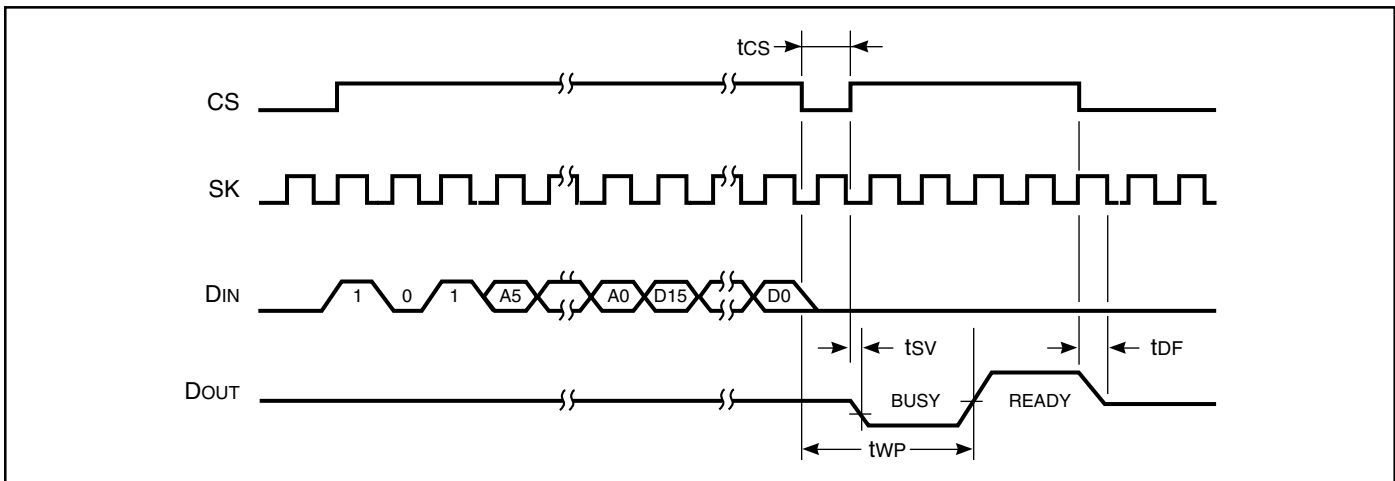 tCS
CS
SK
DIN 1 0 1 A5 A0 D15 D0
tSV tDF
DOUT BUSY READY
tWP